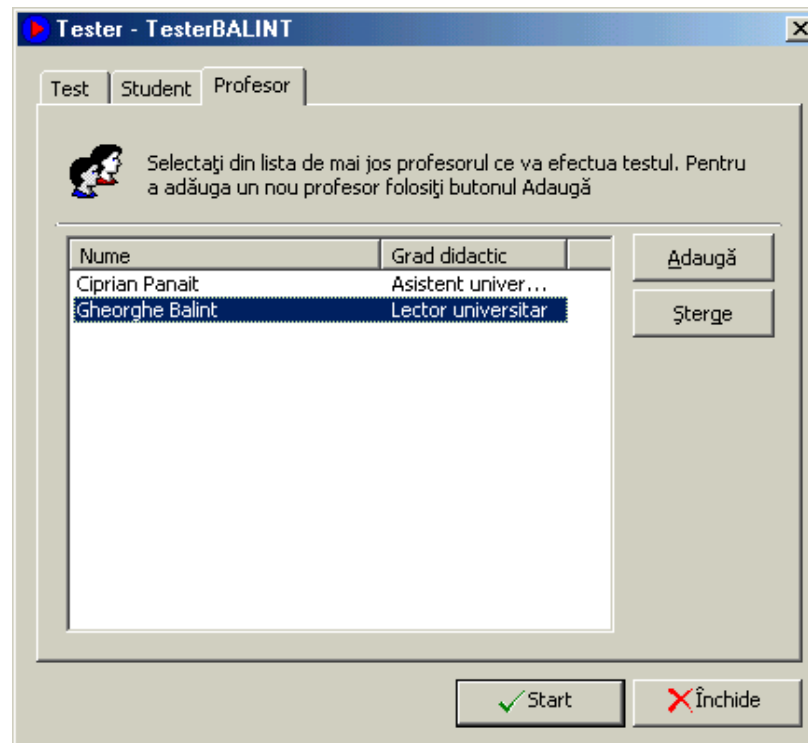 Tester - TesterBALINT
Test Student Profesor
Selectaţi din lista de mai jos profesorul ce va efectua testul. Pentru
a adăuga un nou profesor folosiţi butonul Adaugă
Nume Grad didactic
Ciprian Panait Asistent univer...
Gheorghe Balint Lector universitar
Adaugă
Şterge
Start Închide